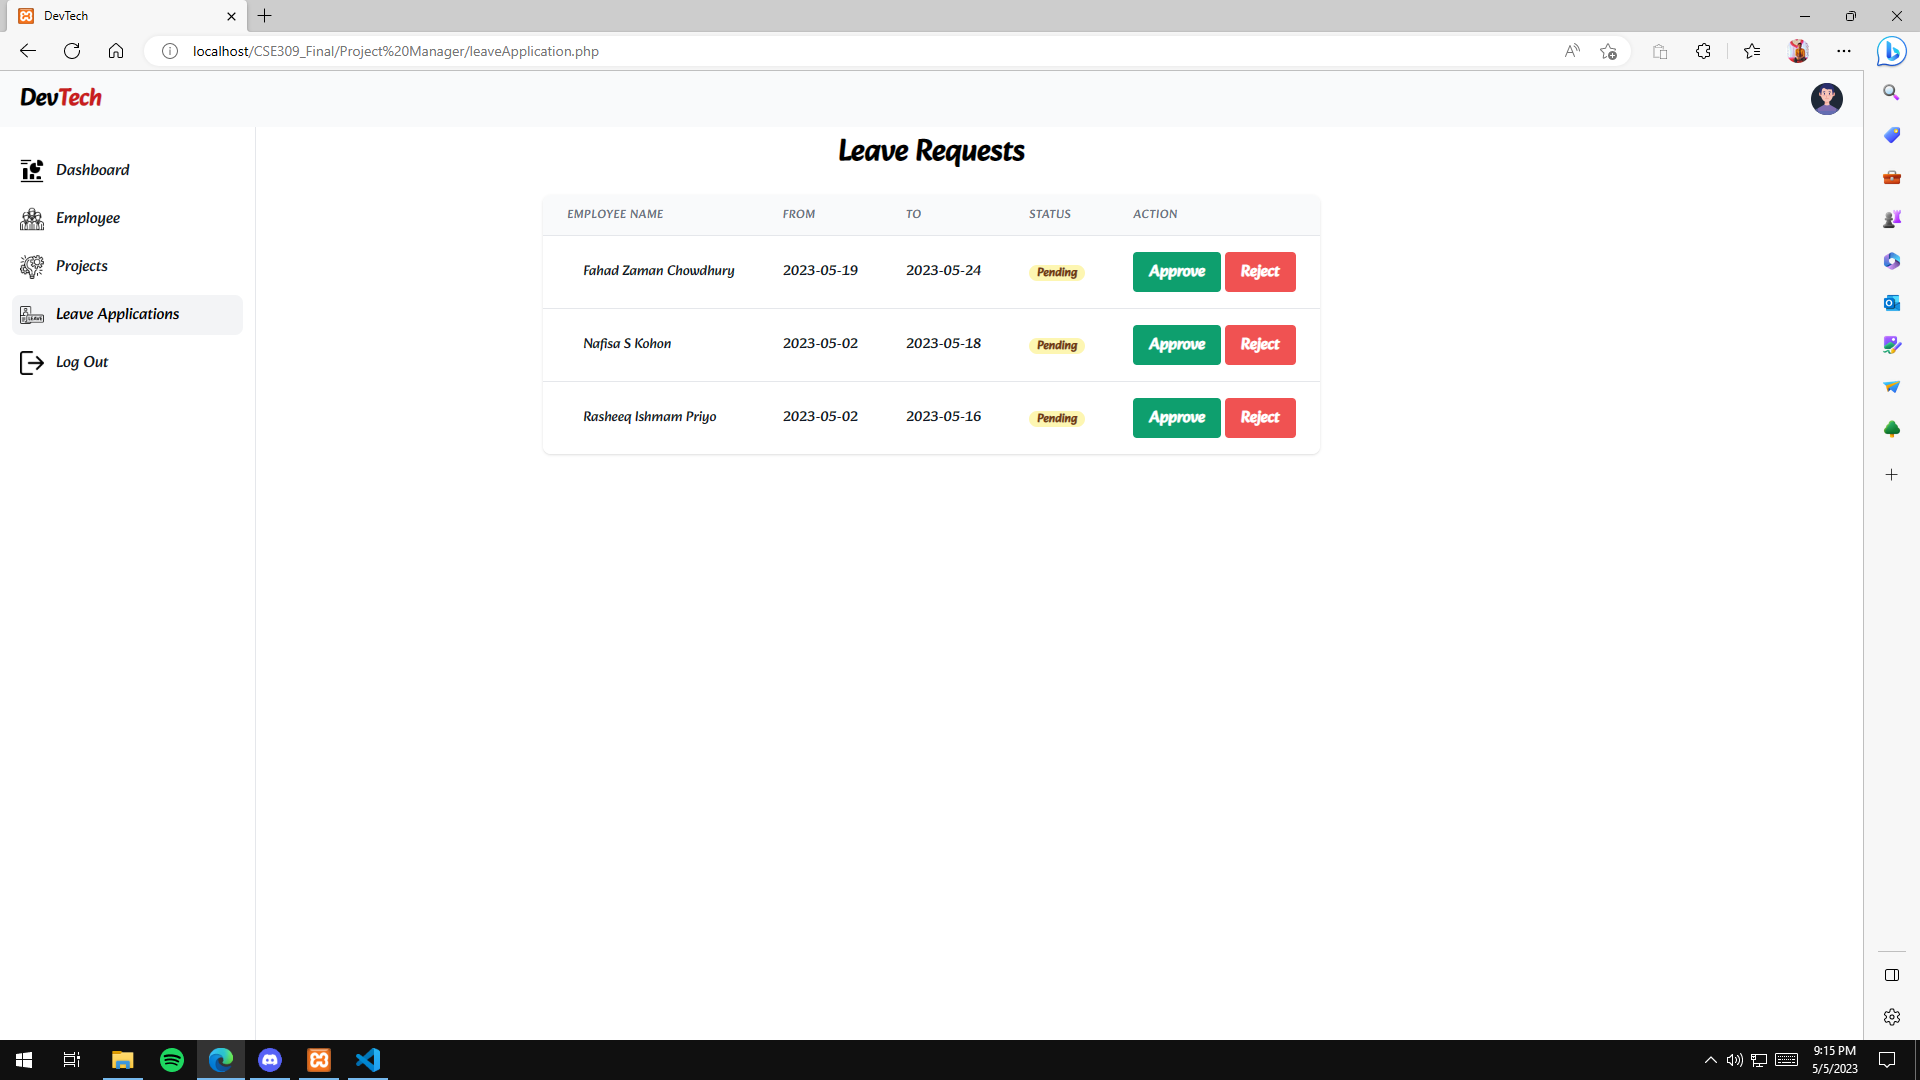 DevTech
localhost/CSE309_Final/Project%20Manager/leaveApplication.php
DevTech
Dashboard
Employee
Projects
Leave Applications
Log Out
Leave Requests
EMPLOYEE NAME FROM TO STATUS ACTION
Fahad Zaman Chowdhury 2023-05-19 2023-05-24 Pending Approve Reject
Nafisa S Kohon 2023-05-02 2023-05-18 Pending Approve Reject
Rasheeq Ishmam Priyo 2023-05-02 2023-05-16 Pending Approve Reject
9:15 PM
5/5/2023